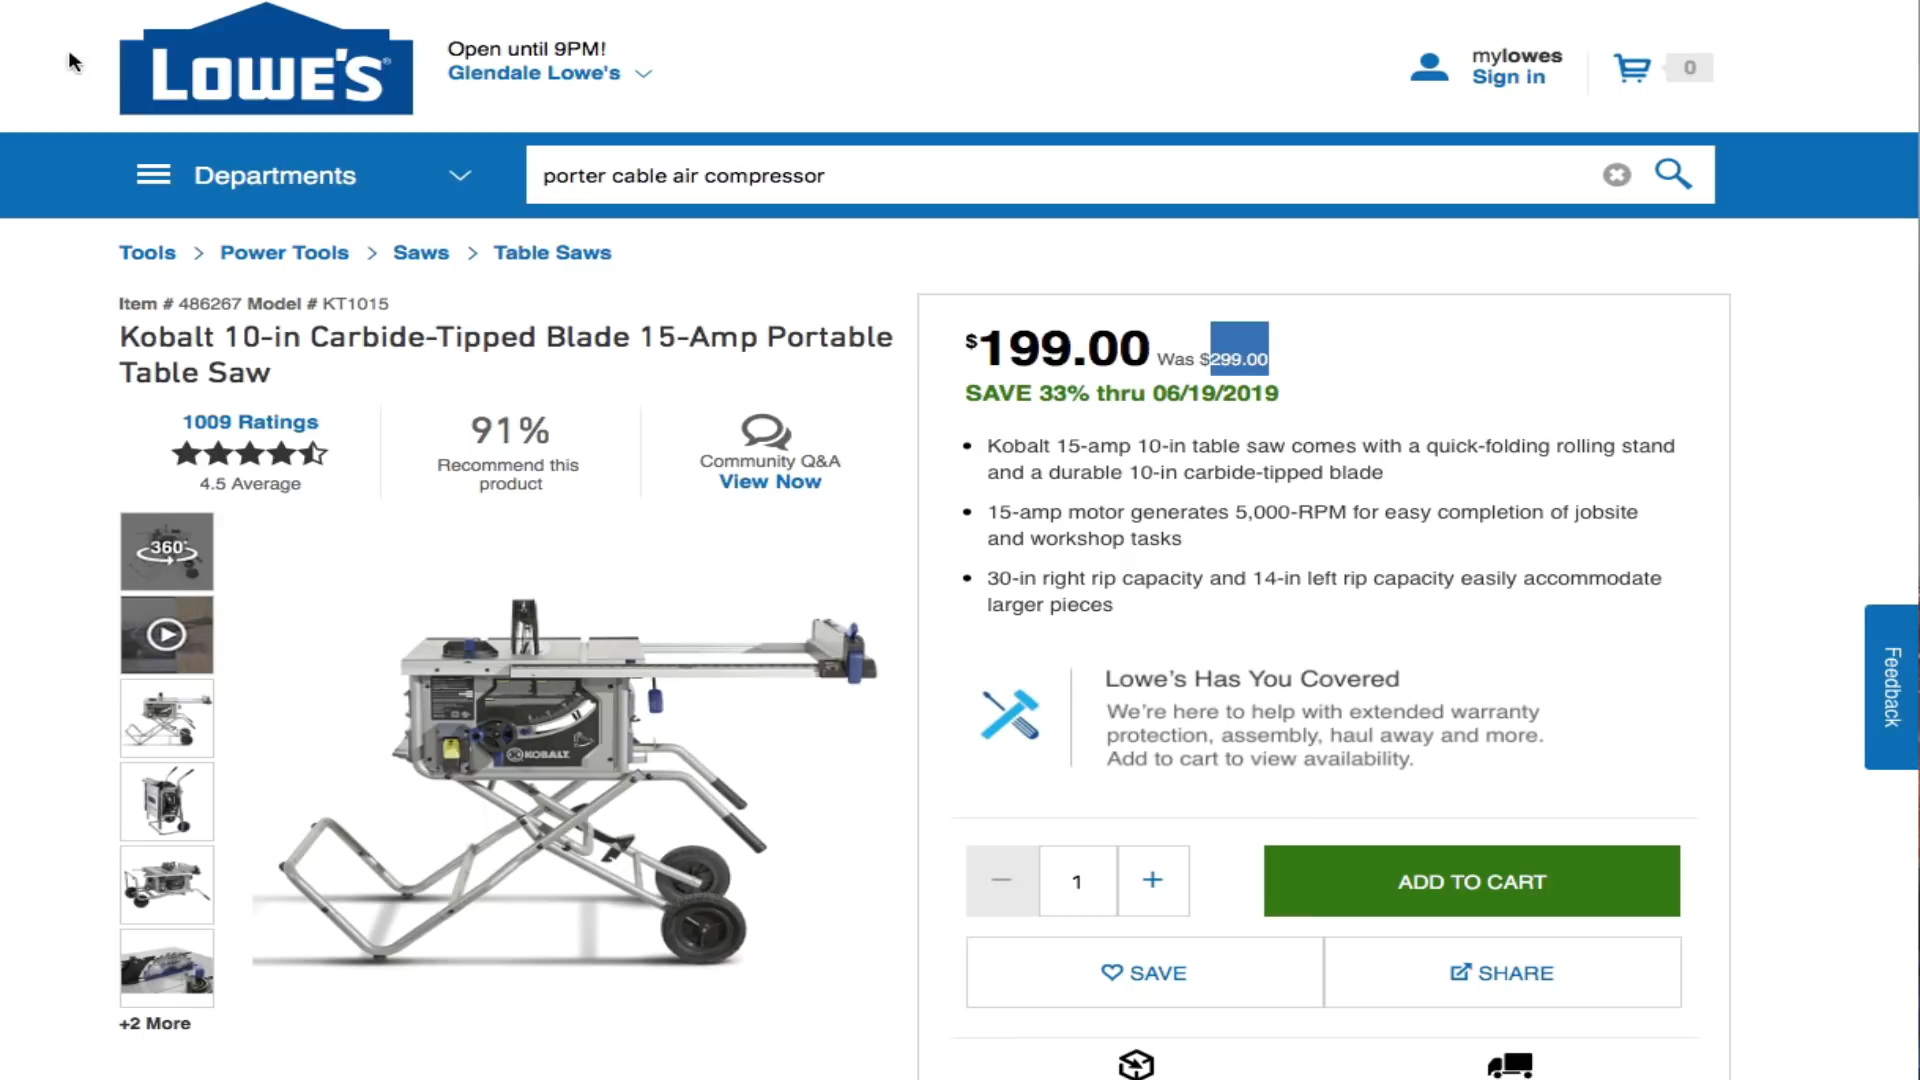 LOWE'S
Open until 9PM!
Glendale Lowe's
mylowes
Sign in
0
Departments
porter cable air compressor
Tools > Power Tools > Saws > Table Saws
Item # 486267 Model # KT1015
Kobalt 10-in Carbide-Tipped Blade 15-Amp Portable
Table Saw
1009 Ratings
4.5 Average
91%
Recommend this
product
Community Q&A
View Now
360°
KOBALT
+2 More
$199.00 Was $299.00
SAVE 33% thru 06/19/2019
• Kobalt 15-amp 10-in table saw comes with a quick-folding rolling stand
and a durable 10-in carbide-tipped blade
• 15-amp motor generates 5,000-RPM for easy completion of jobsite
and workshop tasks
• 30-in right rip capacity and 14-in left rip capacity easily accommodate
larger pieces
Lowe's Has You Covered
We're here to help with extended warranty
protection, assembly, haul away and more.
Add to cart to view availability.
− 1 +
ADD TO CART
SAVE
SHARE
Feedback